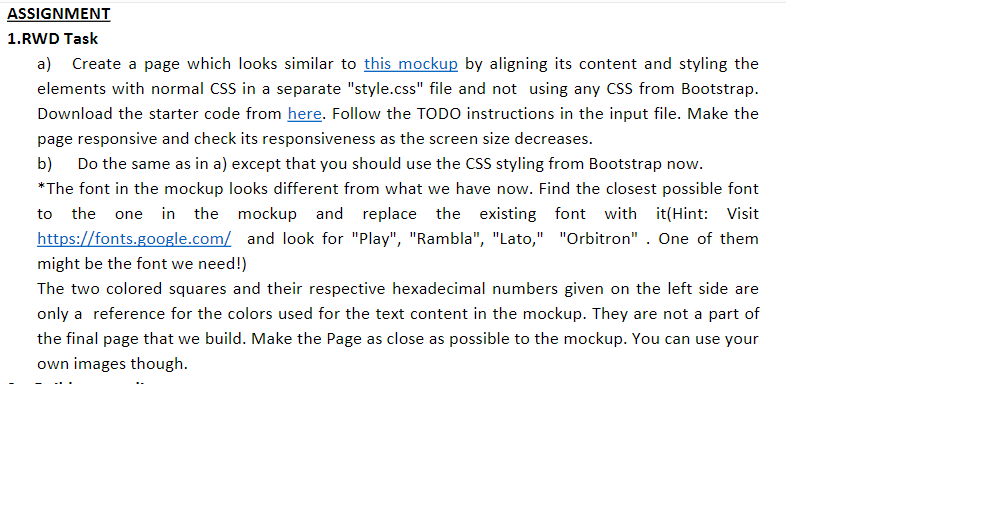 ASSIGNMENT
1.RWD Task
a) Create a page which looks similar to this mockup by aligning its content and styling the
elements with normal CSS in a separate "style.css" file and not using any CSS from Bootstrap.
Download the starter code from here. Follow the TODO instructions in the input file. Make the
page responsive and check its responsiveness as the screen size decreases.
b) Do the same as in a) except that you should use the CSS styling from Bootstrap now.
*The font in the mockup looks different from what we have now. Find the closest possible font
to the one in the mockup and replace the existing font with it(Hint: Visit
https://fonts.google.com/ and look for "Play", "Rambla", "Lato," "Orbitron" . One of them
might be the font we need!)
The two colored squares and their respective hexadecimal numbers given on the left side are
only a reference for the colors used for the text content in the mockup. They are not a part of
the final page that we build. Make the Page as close as possible to the mockup. You can use your
own images though.